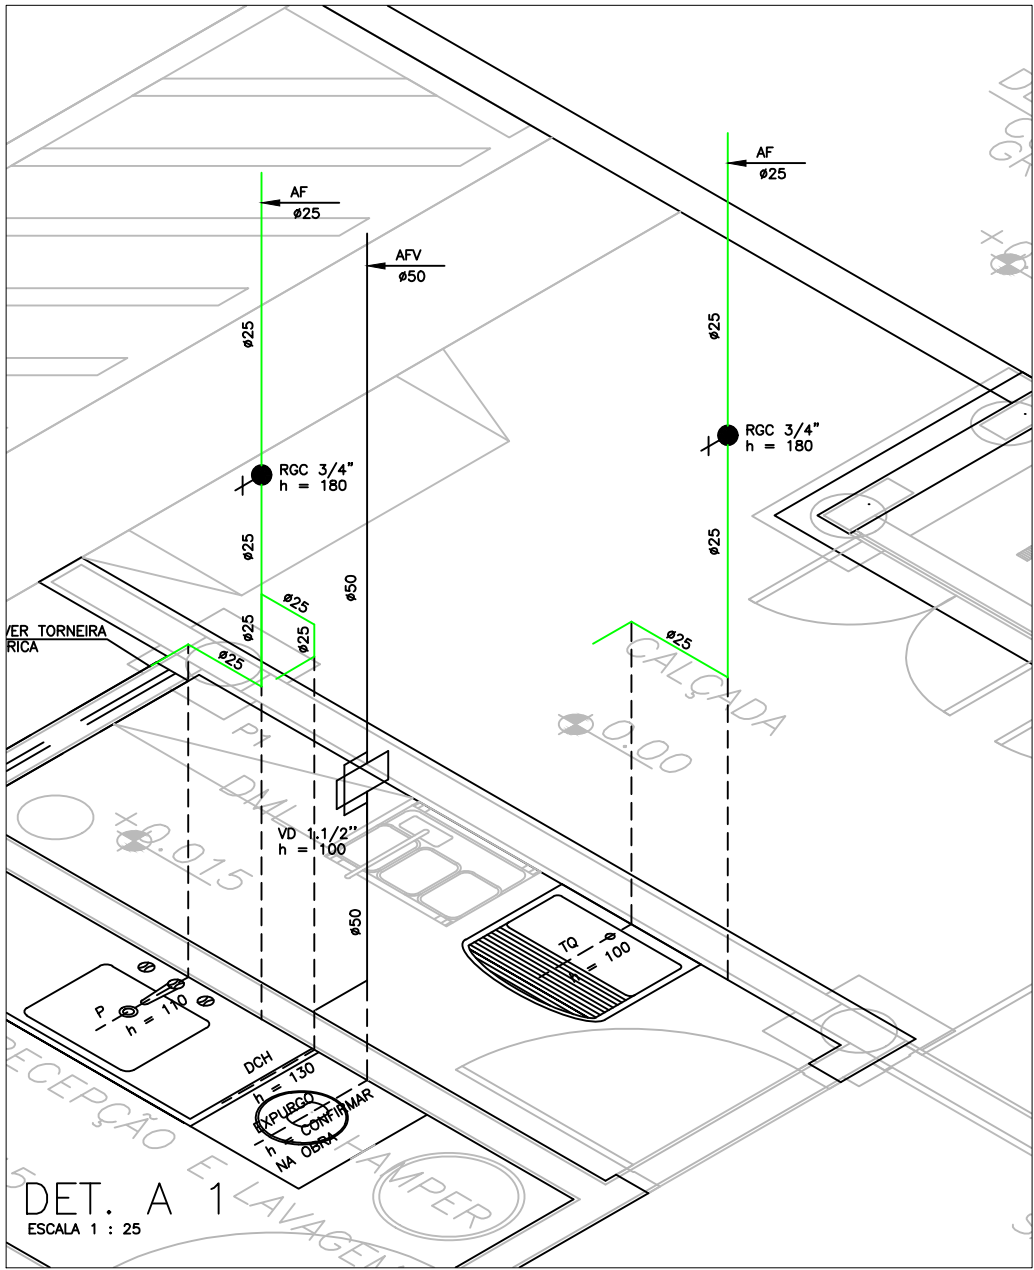 AF
ø25
AF
ø25
AFV
ø50
ø25
ø25
RGC 3/4"
h = 180
RGC 3/4"
h = 180
ø25
ø25
ø50
ø25
ø25
ø25
ø25
ø25
VER TORNEIRA
RICA
CALÇADA
0.00
P1
DML
+0.015
VD 1.1/2"
h = 100
ø50
TQ
h = 100
P
h = 110
DCH
h = 130
EXPURGO
h = CONFIRMAR
NA OBRA
RECEPÇÃO E LAVAGEM
HAMPER
DET. A 1
ESCALA 1 : 25